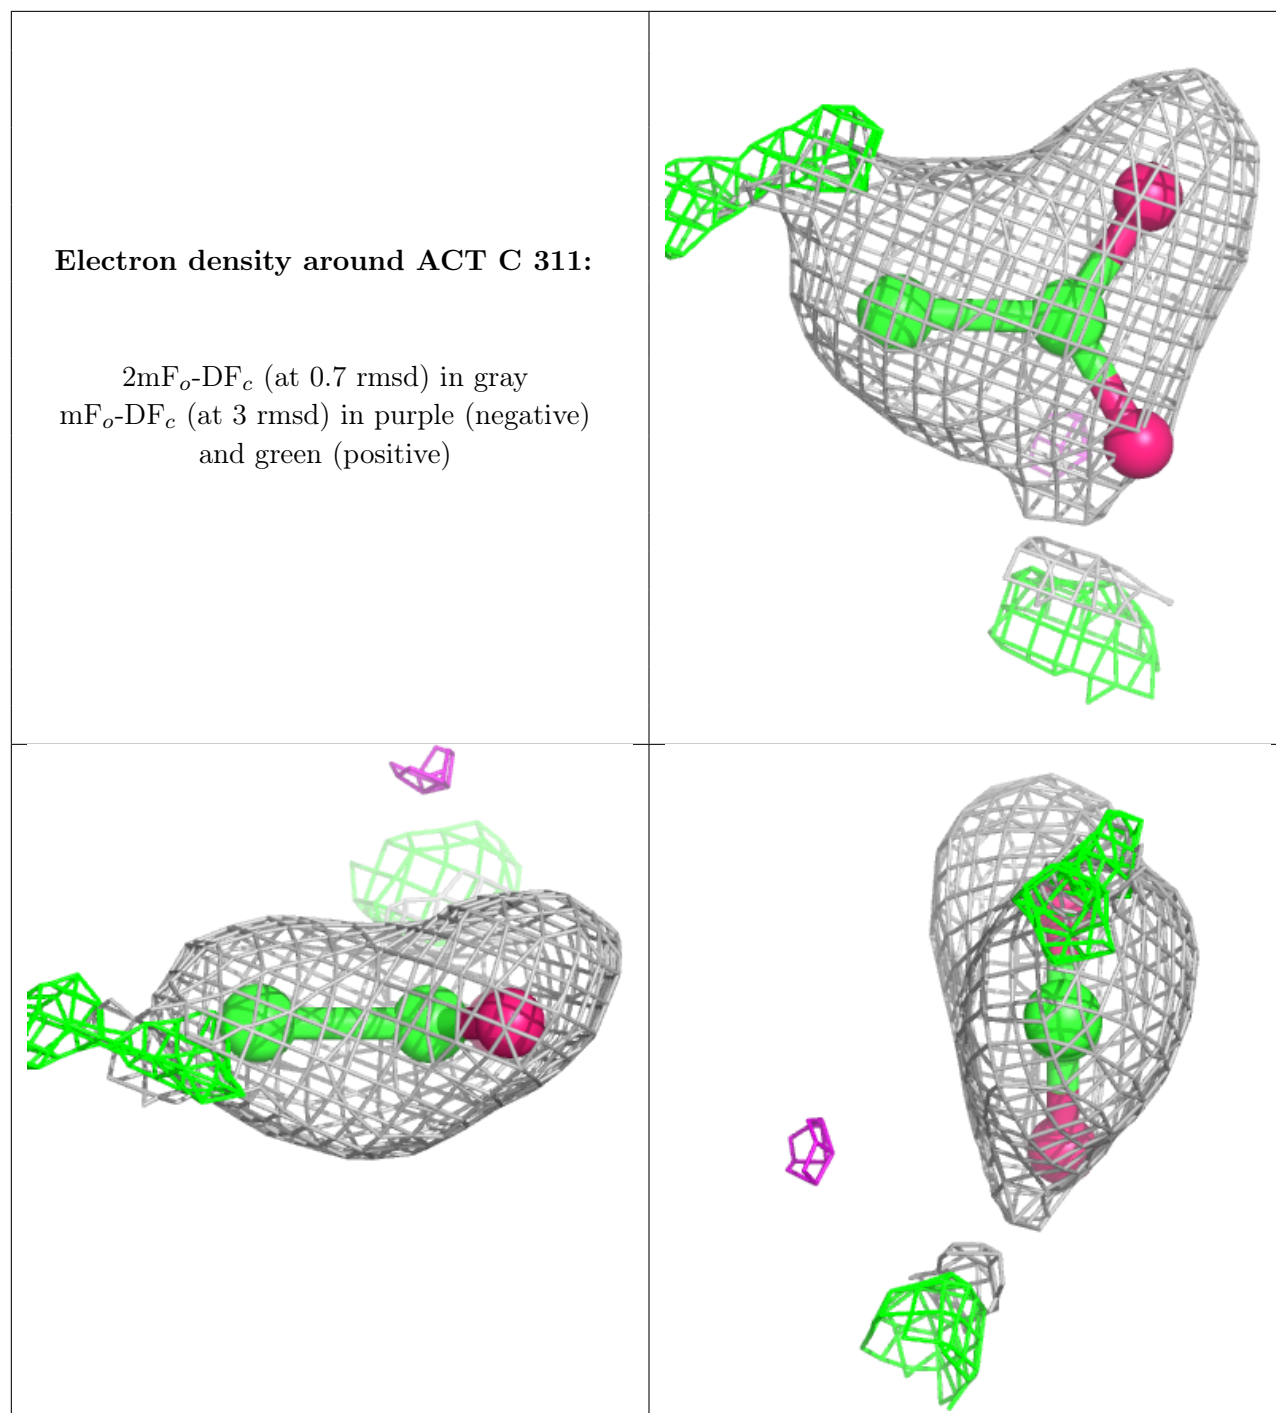 Electron density around ACT C 311:
2mFo-DFc (at 0.7 rmsd) in gray
mFo-DFc (at 3 rmsd) in purple (negative)
and green (positive)